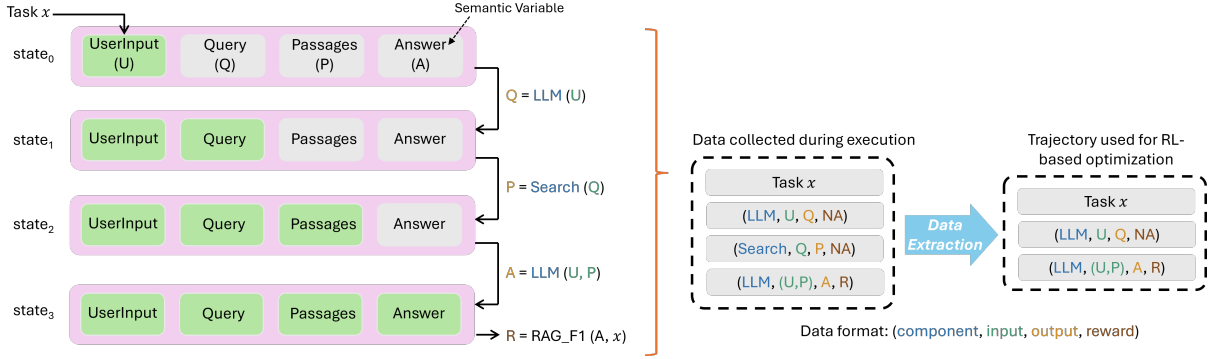 Task x
Semantic Variable
state0
UserInput
(U)
Query
(Q)
Passages
(P)
Answer
(A)
Q = LLM (U)
state1
UserInput
Query
Passages
Answer
P = Search (Q)
state2
UserInput
Query
Passages
Answer
A = LLM (U, P)
state3
UserInput
Query
Passages
Answer
R = RAG_F1 (A, x)
Data collected during execution
Task x
(LLM, U, Q, NA)
(Search, Q, P, NA)
(LLM, (U,P), A, R)
Data
Extraction
Trajectory used for RL-
based optimization
Task x
(LLM, U, Q, NA)
(LLM, (U,P), A, R)
Data format: (component, input, output, reward)